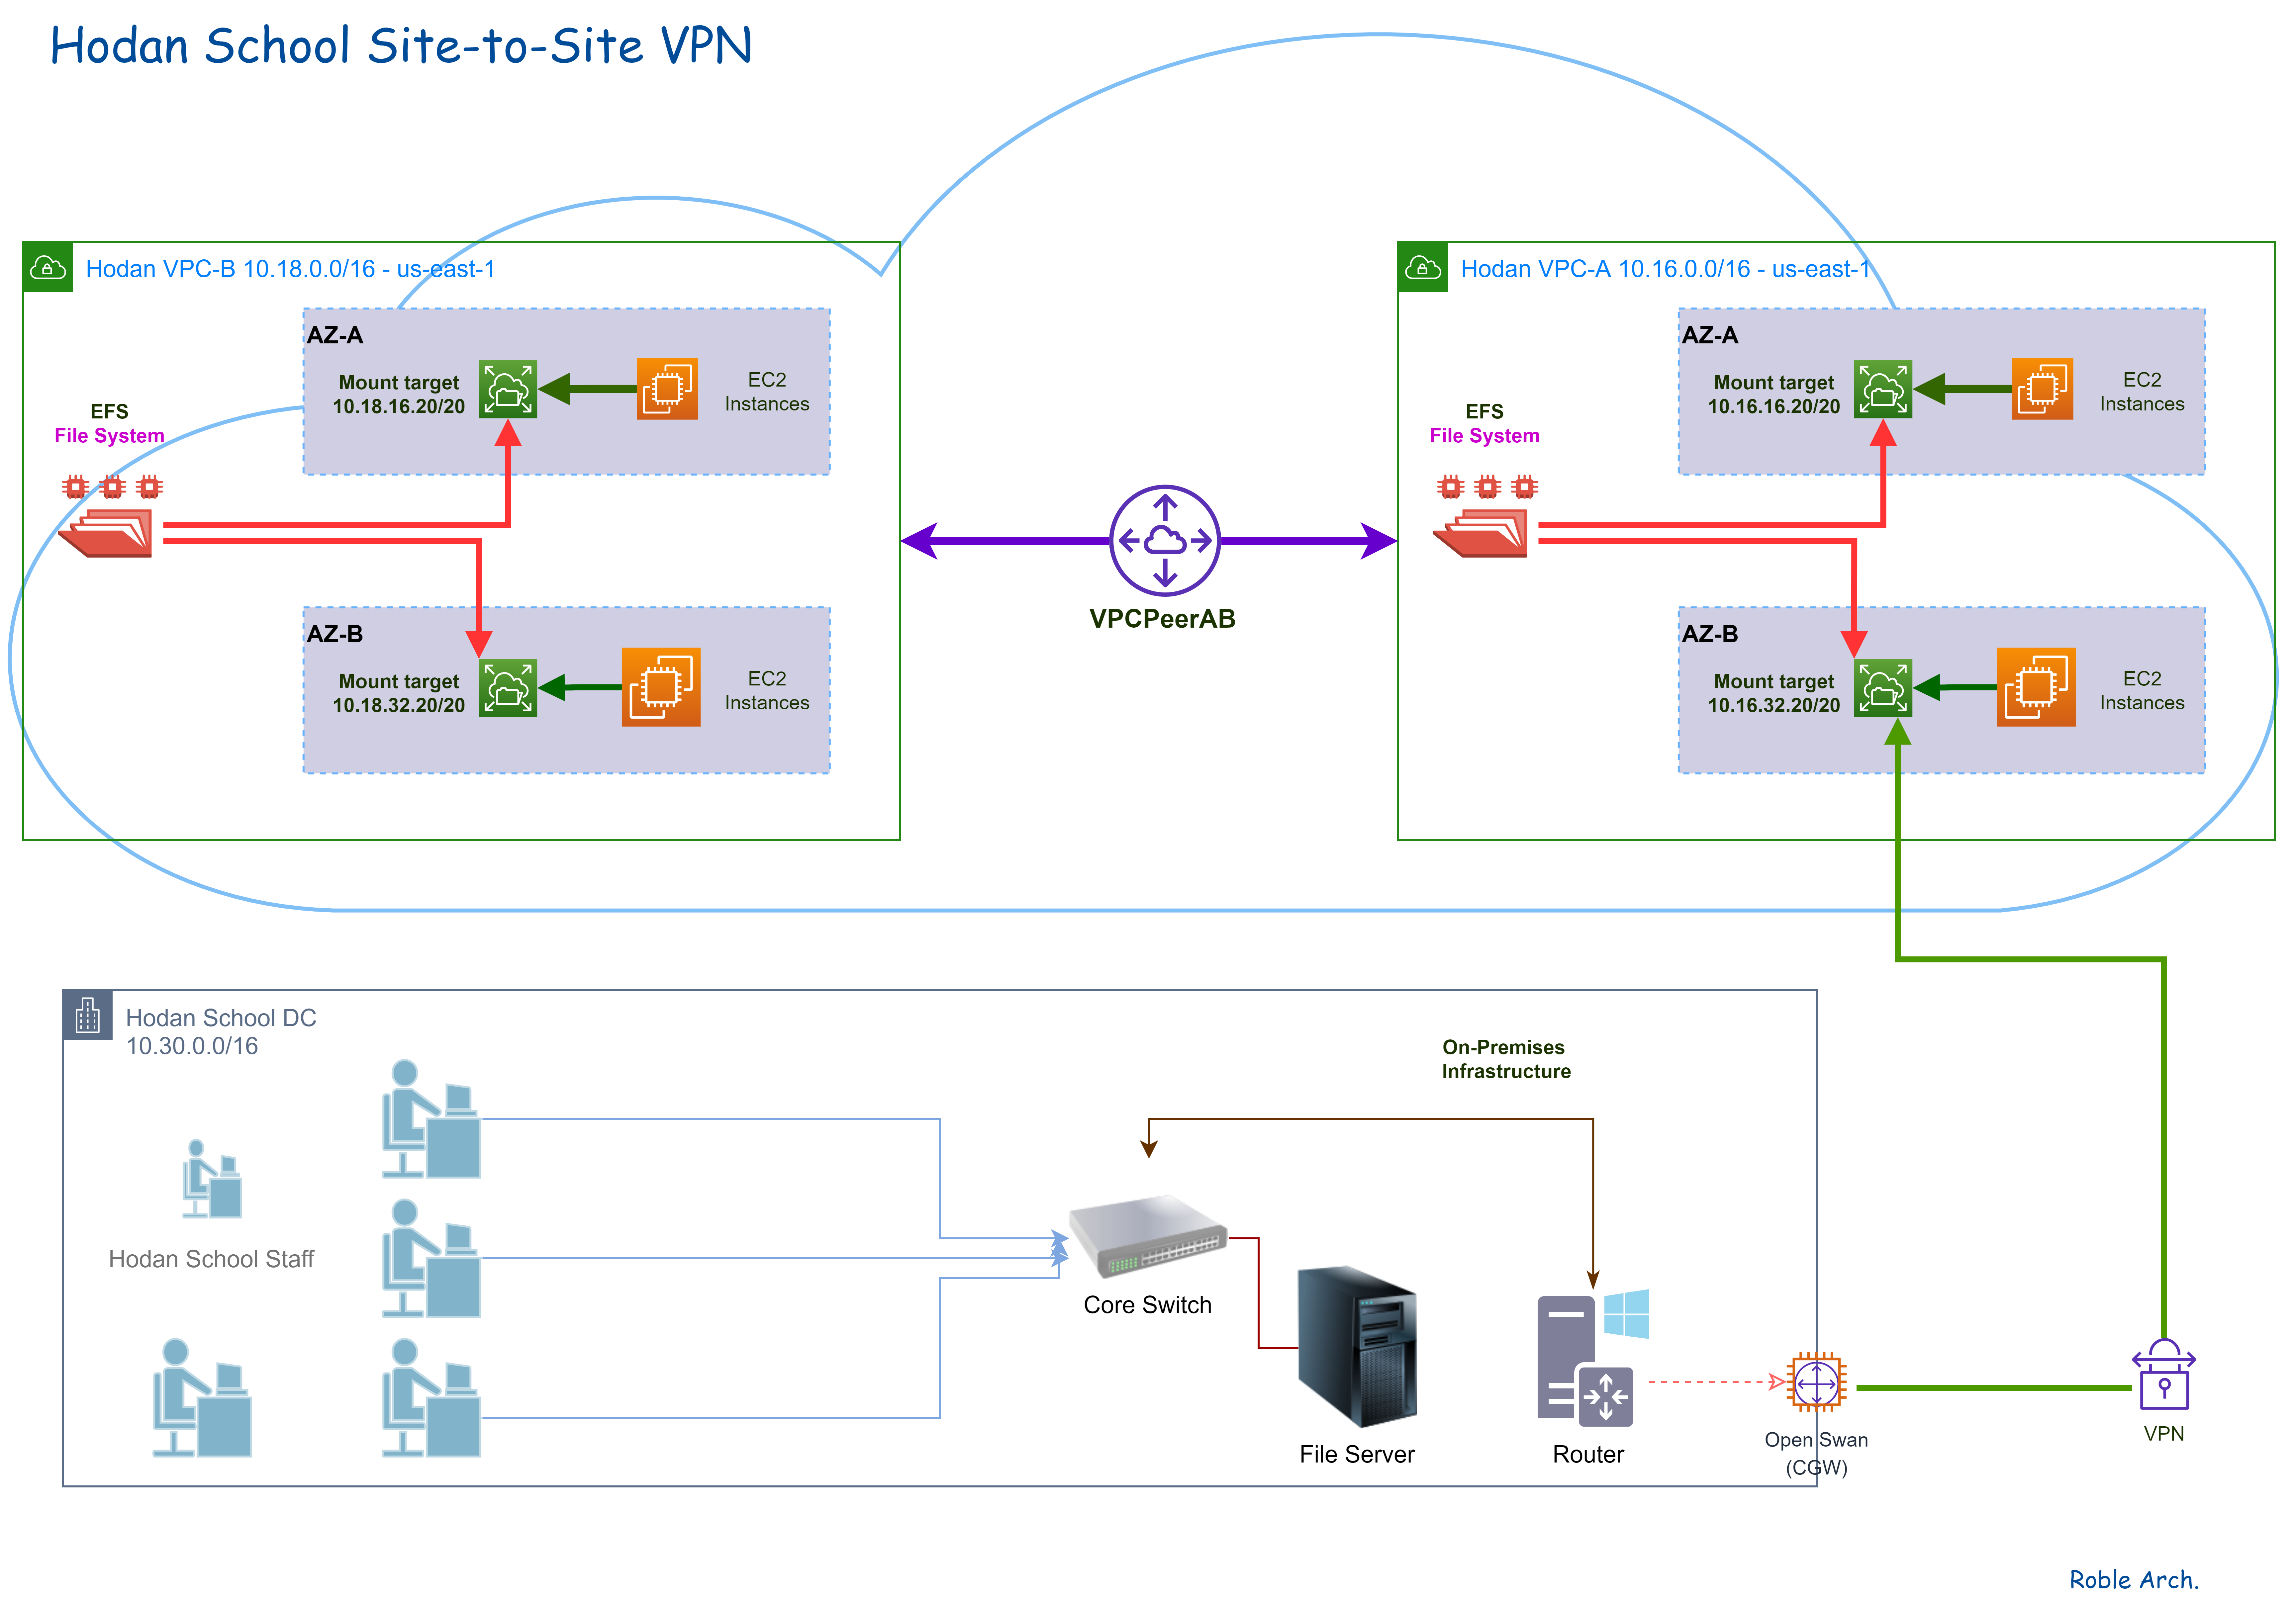 Hodan School Site-to-Site VPN
Hodan VPC-B 10.18.0.0/16 - us-east-1
AZ-A
Mount target
10.18.16.20/20
EC2
Instances
EFS
File System
AZ-B
Mount target
10.18.32.20/20
EC2
Instances
VPCPeerAB
Hodan VPC-A 10.16.0.0/16 - us-east-1
AZ-A
Mount target
10.16.16.20/20
EC2
Instances
EFS
File System
AZ-B
Mount target
10.16.32.20/20
EC2
Instances
Hodan School DC
10.30.0.0/16
On-Premises
Infrastructure
Hodan School Staff
Core Switch
File Server
Router
Open Swan
(CGW)
VPN
Roble Arch.